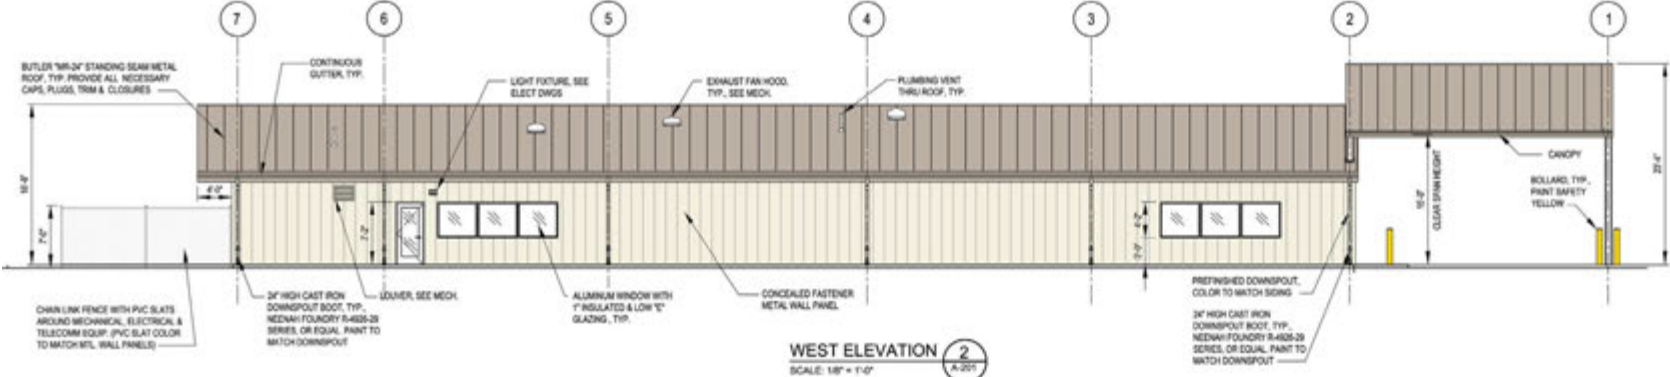 7
6
5
4
3
2
1
BUTLER "MR-24" STANDING SEAM METAL
ROOF, TYP. PROVIDE ALL NECESSARY
CAPS, PLUGS, TRIM & CLOSURES
CONTINUOUS
GUTTER, TYP.
LIGHT FIXTURE, SEE
ELECT DWGS
EXHAUST FAN HOOD,
TYP., SEE MECH.
PLUMBING VENT
THRU ROOF, TYP
4'-0"
7'-0"
7'-2"
CLEAR SPAN HEIGHT
CANOPY
BOLLARD, TYP.,
PAINT SAFETY
YELLOW
CHAIN LINK FENCE WITH PVC SLATS
AROUND MECHANICAL, ELECTRICAL &
TELECOMM EQUIP. (PVC SLAT COLOR
TO MATCH MTL. WALL PANELS)
24" HIGH CAST IRON
DOWNSPOUT BOOT, TYP.,
NEENAH FOUNDRY R-4926-29
SERIES, OR EQUAL. PAINT TO
MATCH DOWNSPOUT
LOUVER, SEE MECH.
ALUMINUM WINDOW WITH
1" INSULATED & LOW "E"
GLAZING , TYP.
CONCEALED FASTENER
METAL WALL PANEL
PREFINISHED DOWNSPOUT,
COLOR TO MATCH SIDING
24" HIGH CAST IRON
DOWNSPOUT BOOT, TYP.,
NEENAH FOUNDRY R-4926-29
SERIES, OR EQUAL. PAINT TO
MATCH DOWNSPOUT
WEST ELEVATION
SCALE: 1/8" = 1'-0"
2
A-201